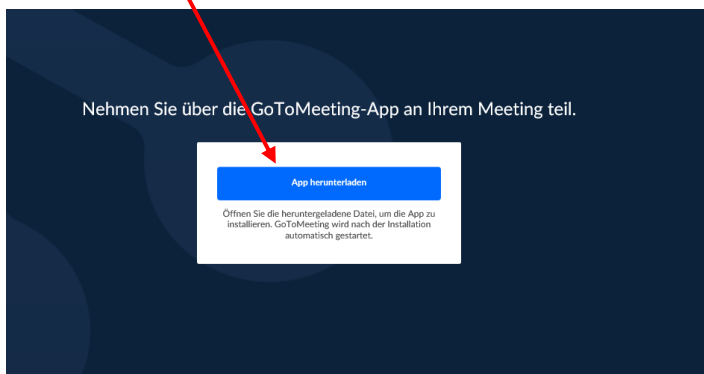 Nehmen Sie über die GoToMeeting-App an Ihrem Meeting teil.
App herunterladen
Öffnen Sie die heruntergeladene Datei, um die App zu
installieren. GoToMeeting wird nach der Installation
automatisch gestartet.